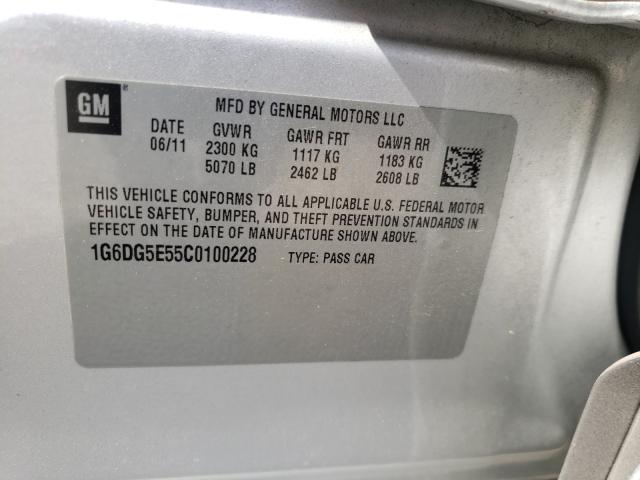 GM
MFD BY GENERAL MOTORS LLC
DATE GVWR GAWR FRT GAWR RR
06/11 2300 KG 1117 KG 1183 KG
5070 LB 2462 LB 2608 LB
THIS VEHICLE CONFORMS TO ALL APPLICABLE U.S. FEDERAL MOTOR
VEHICLE SAFETY, BUMPER, AND THEFT PREVENTION STANDARDS IN
EFFECT ON THE DATE OF MANUFACTURE SHOWN ABOVE.
1G6DG5E55C0100228 TYPE: PASS CAR